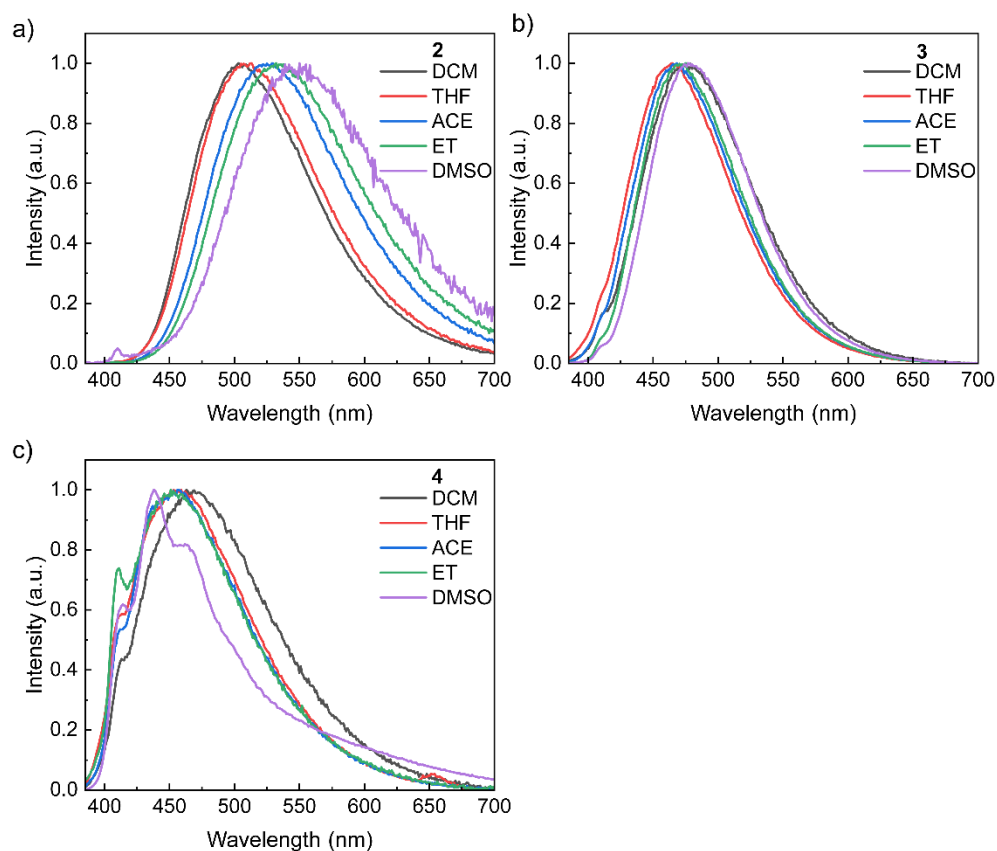 a)
2
DCM
THF
ACE
ET
DMSO
Intensity (a.u.)
1.0
0.8
0.6
0.4
0.2
0.0
400 450 500 550 600 650 700
Wavelength (nm)
b)
3
DCM
THF
ACE
ET
DMSO
Intensity (a.u.)
1.0
0.8
0.6
0.4
0.2
0.0
400 450 500 550 600 650 700
Wavelength (nm)
c)
4
DCM
THF
ACE
ET
DMSO
Intensity (a.u.)
1.0
0.8
0.6
0.4
0.2
0.0
400 450 500 550 600 650 700
Wavelength (nm)